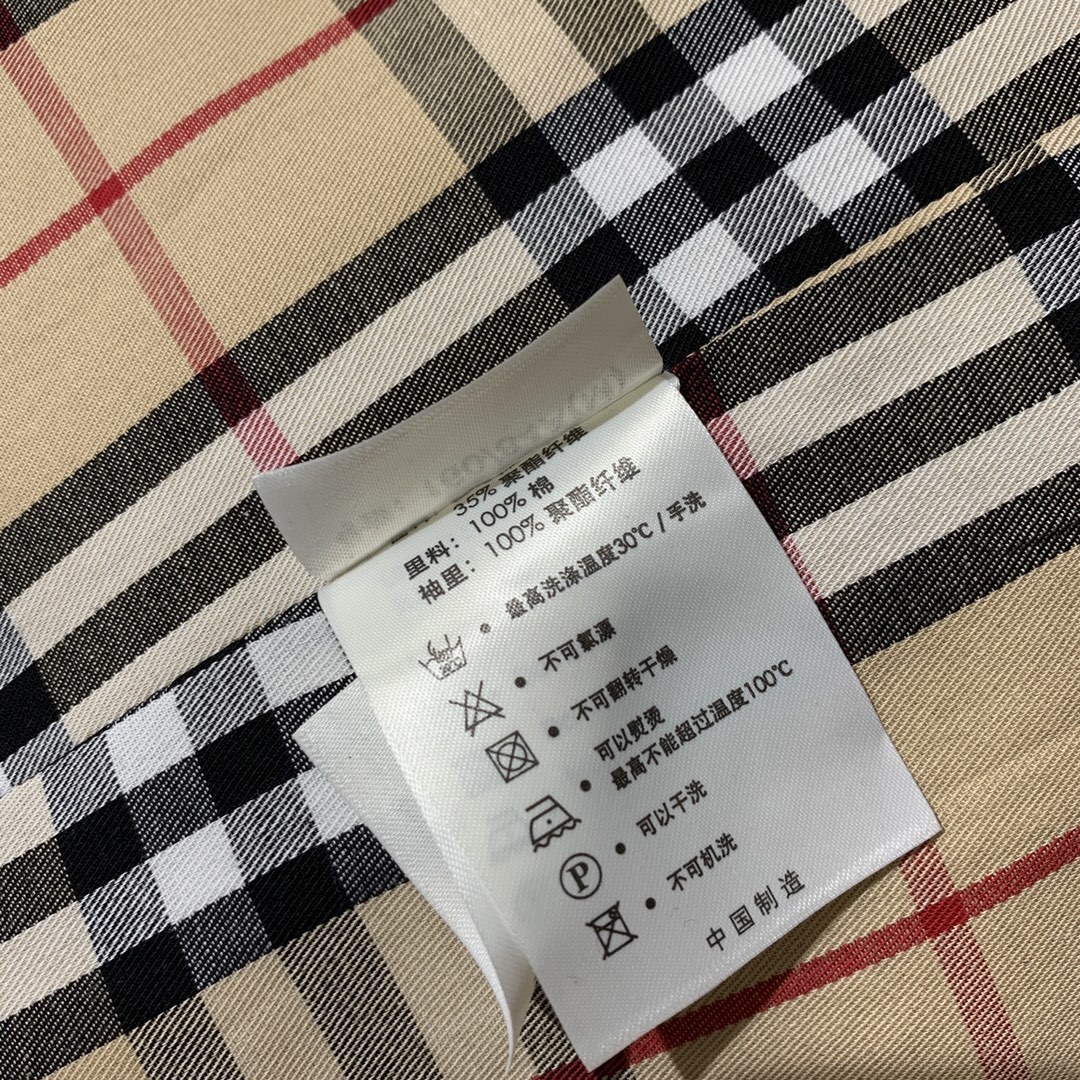 35% 聚酯纤维
里料: 100% 棉
袖里: 100% 聚酯纤维
• 最高洗涤温度30℃ / 手洗
• 不可氯漂
• 不可翻转干燥
• 可以熨烫
最高不能超过温度100℃
P • 可以干洗
• 不可机洗
中国制造